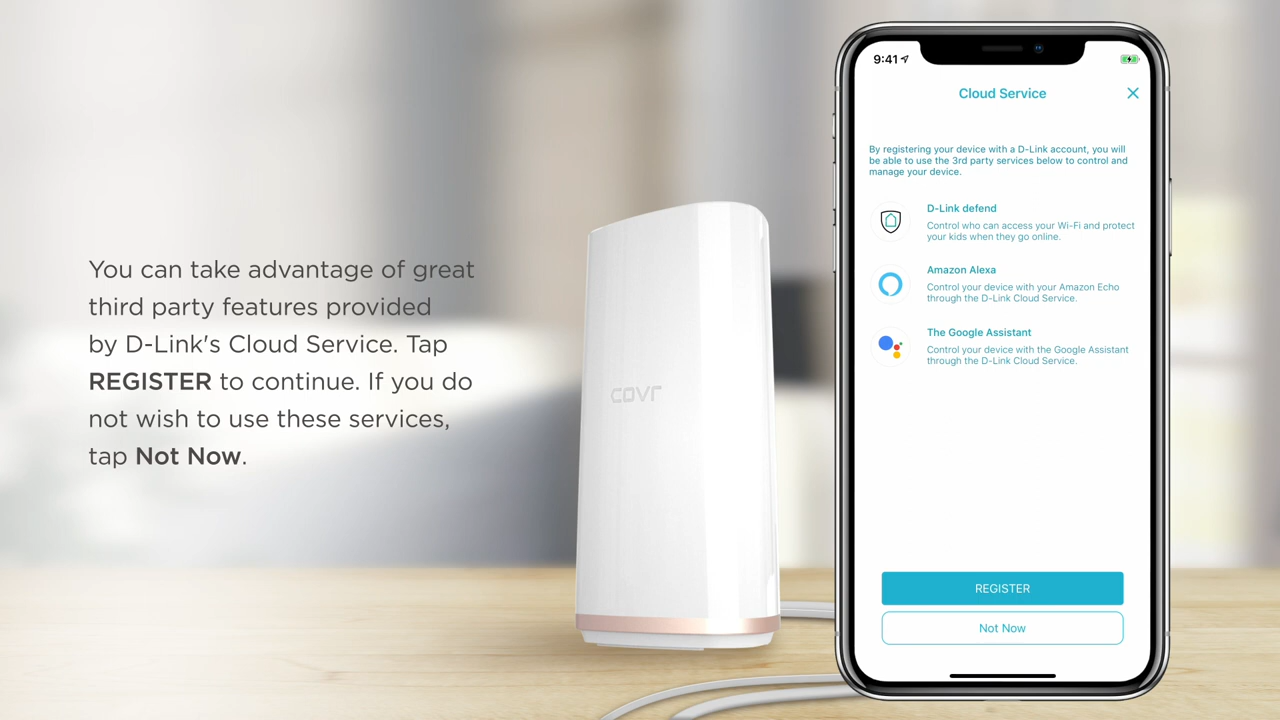 You can take advantage of great
third party features provided
by D-Link's Cloud Service. Tap
REGISTER to continue. If you do
not wish to use these services,
tap Not Now.
covr
9:41
Cloud Service
By registering your device with a D-Link account, you will
be able to use the 3rd party services below to control and
manage your device.
D-Link defend
Control who can access your Wi-Fi and protect
your kids when they go online.
Amazon Alexa
Control your device with your Amazon Echo
through the D-Link Cloud Service.
The Google Assistant
Control your device with the Google Assistant
through the D-Link Cloud Service.
REGISTER
Not Now